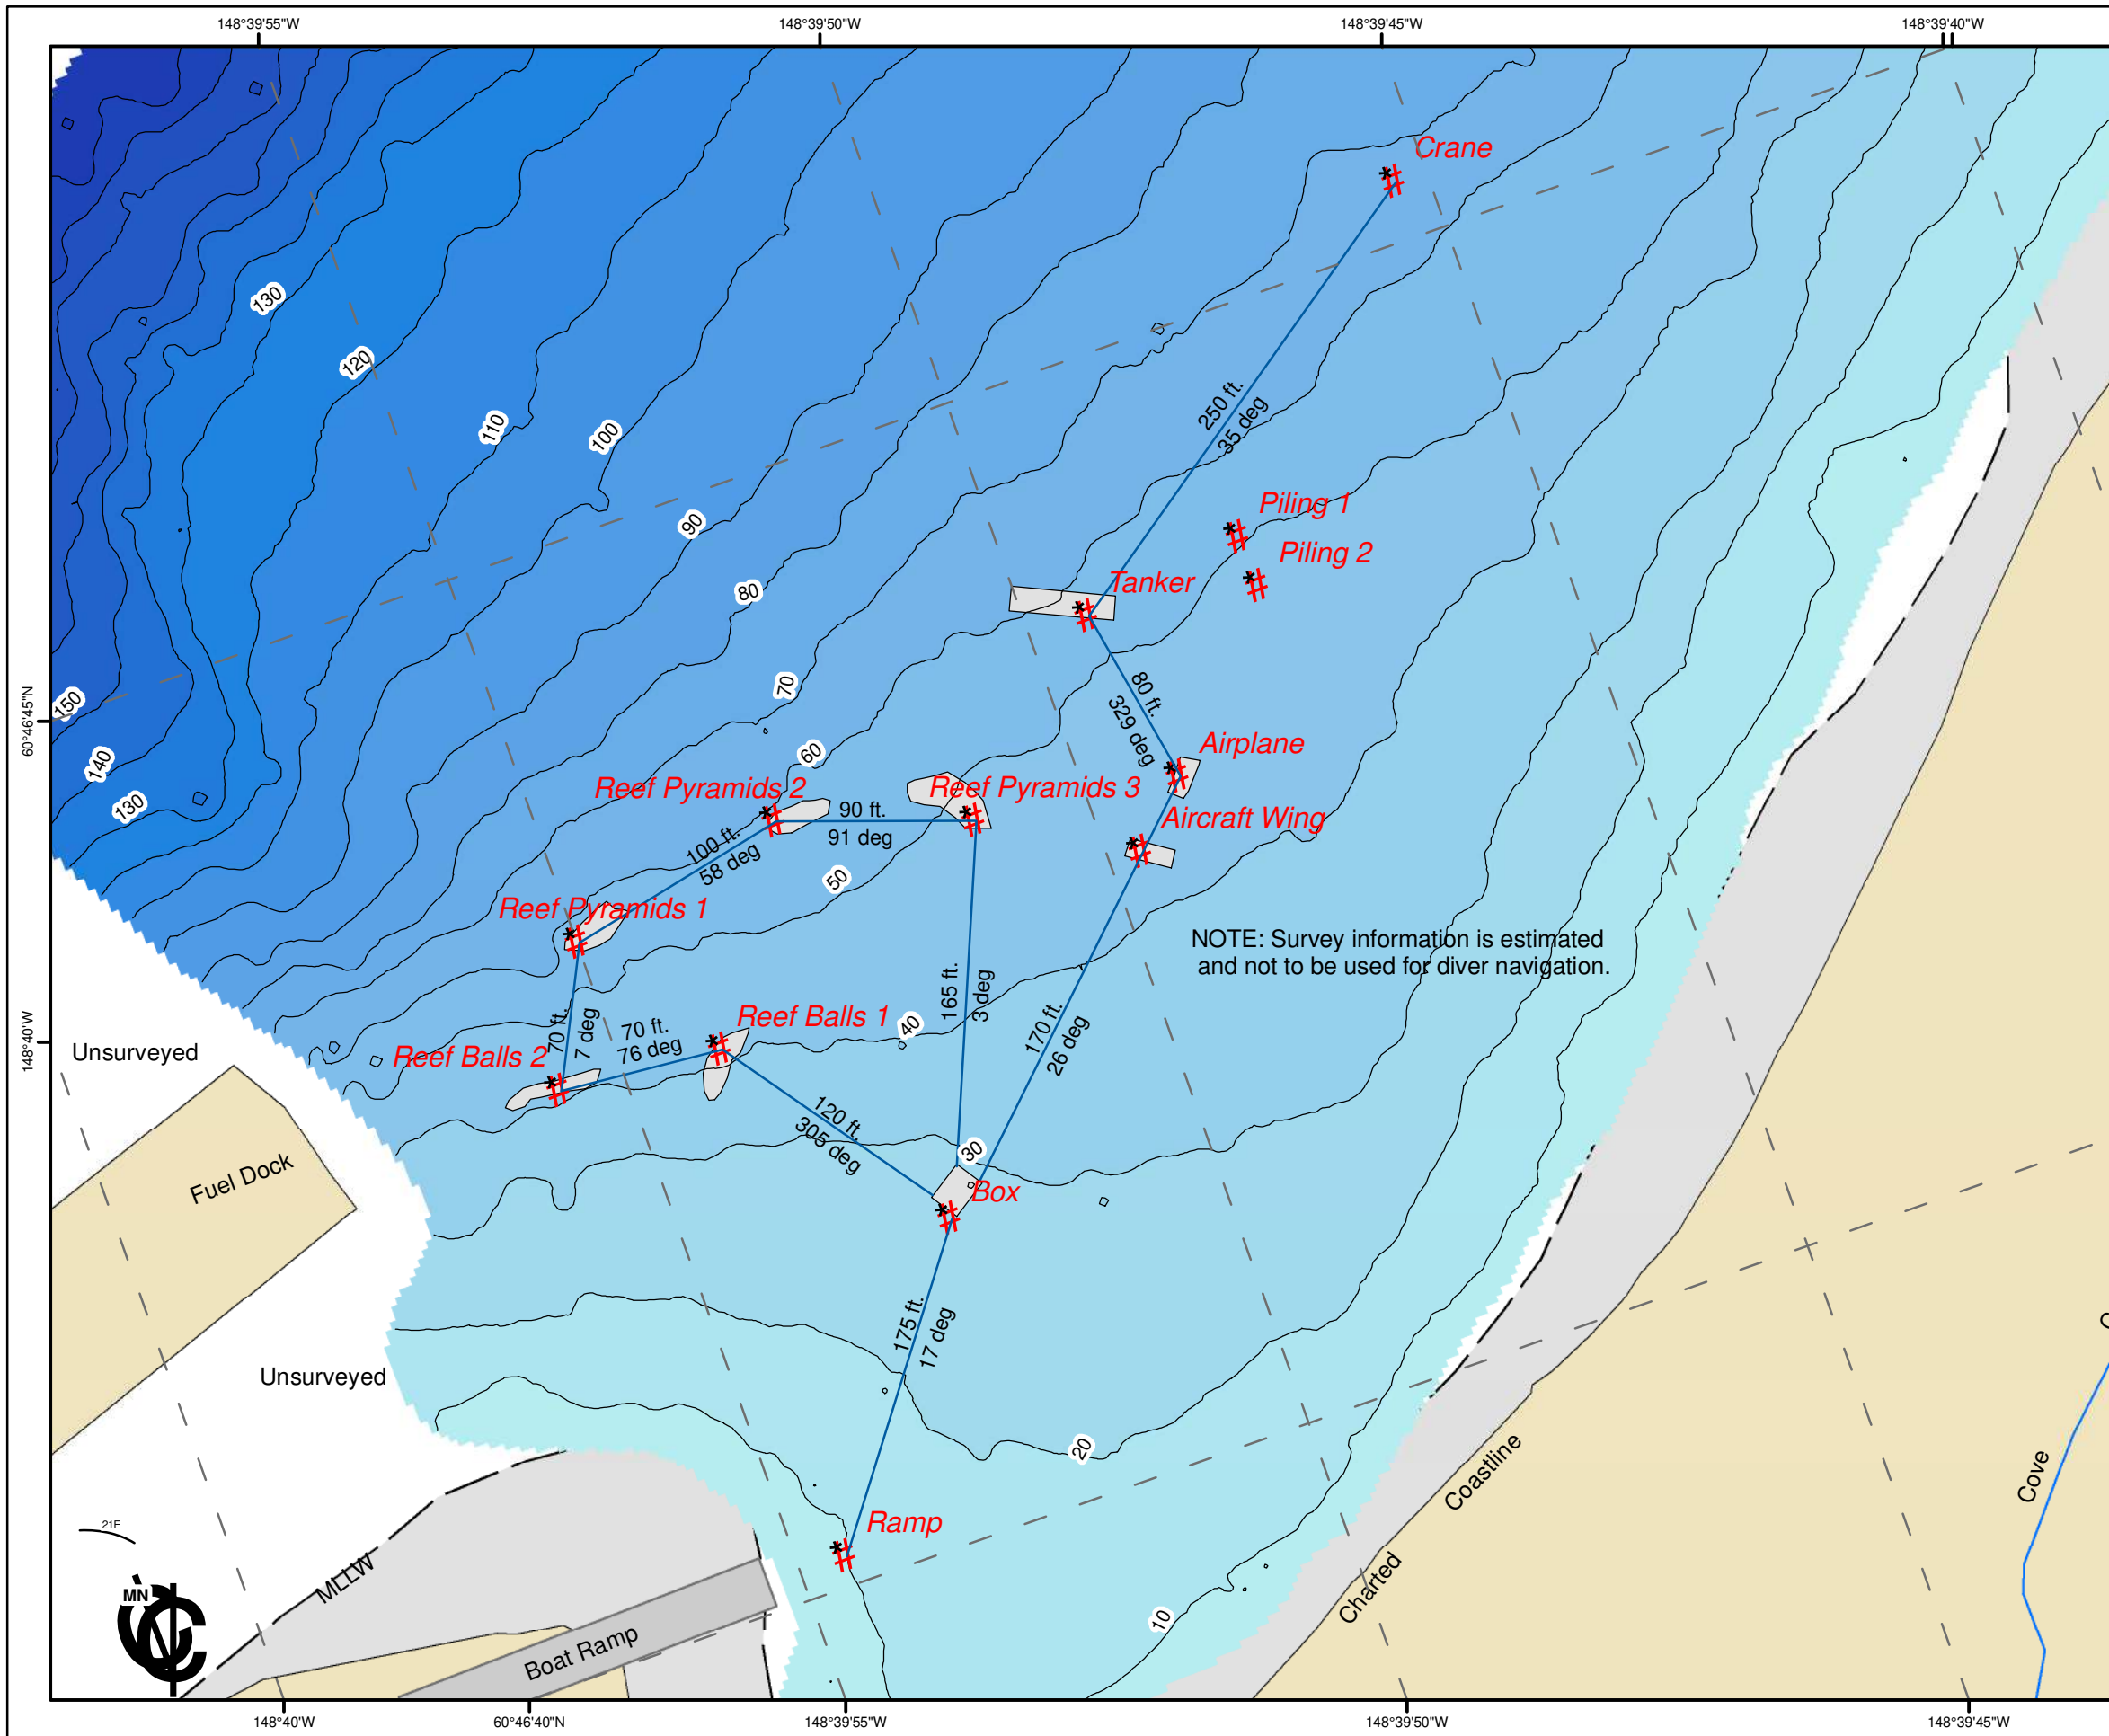 148°39'55"W
148°39'50"W
148°39'45"W
148°39'40"W
Crane
130
120
110
100
250 ft.
35 deg
90
Piling 1
Piling 2
Tanker
80
60°46'45"N
150
70
80 ft.
329 deg
140
60
Airplane
130
Reef Pyramids 2
Reef Pyramids 3
90 ft.
91 deg
Aircraft Wing
100 ft.
58 deg
50
Reef Pyramids 1
NOTE: Survey information is estimated
and not to be used for diver navigation.
165 ft.
3 deg
148°40'W
Unsurveyed
70 ft.
7 deg
70 ft.
76 deg
Reef Balls 1
40
170 ft.
26 deg
Reef Balls 2
120 ft.
305 deg
Fuel Dock
30
Box
175 ft.
17 deg
Unsurveyed
20
Coastline
Cove
Ramp
21E
MLLW
MN
Charted
10
Boat Ramp
148°40'W
60°46'40"N
148°39'55"W
148°39'50"W
148°39'45"W